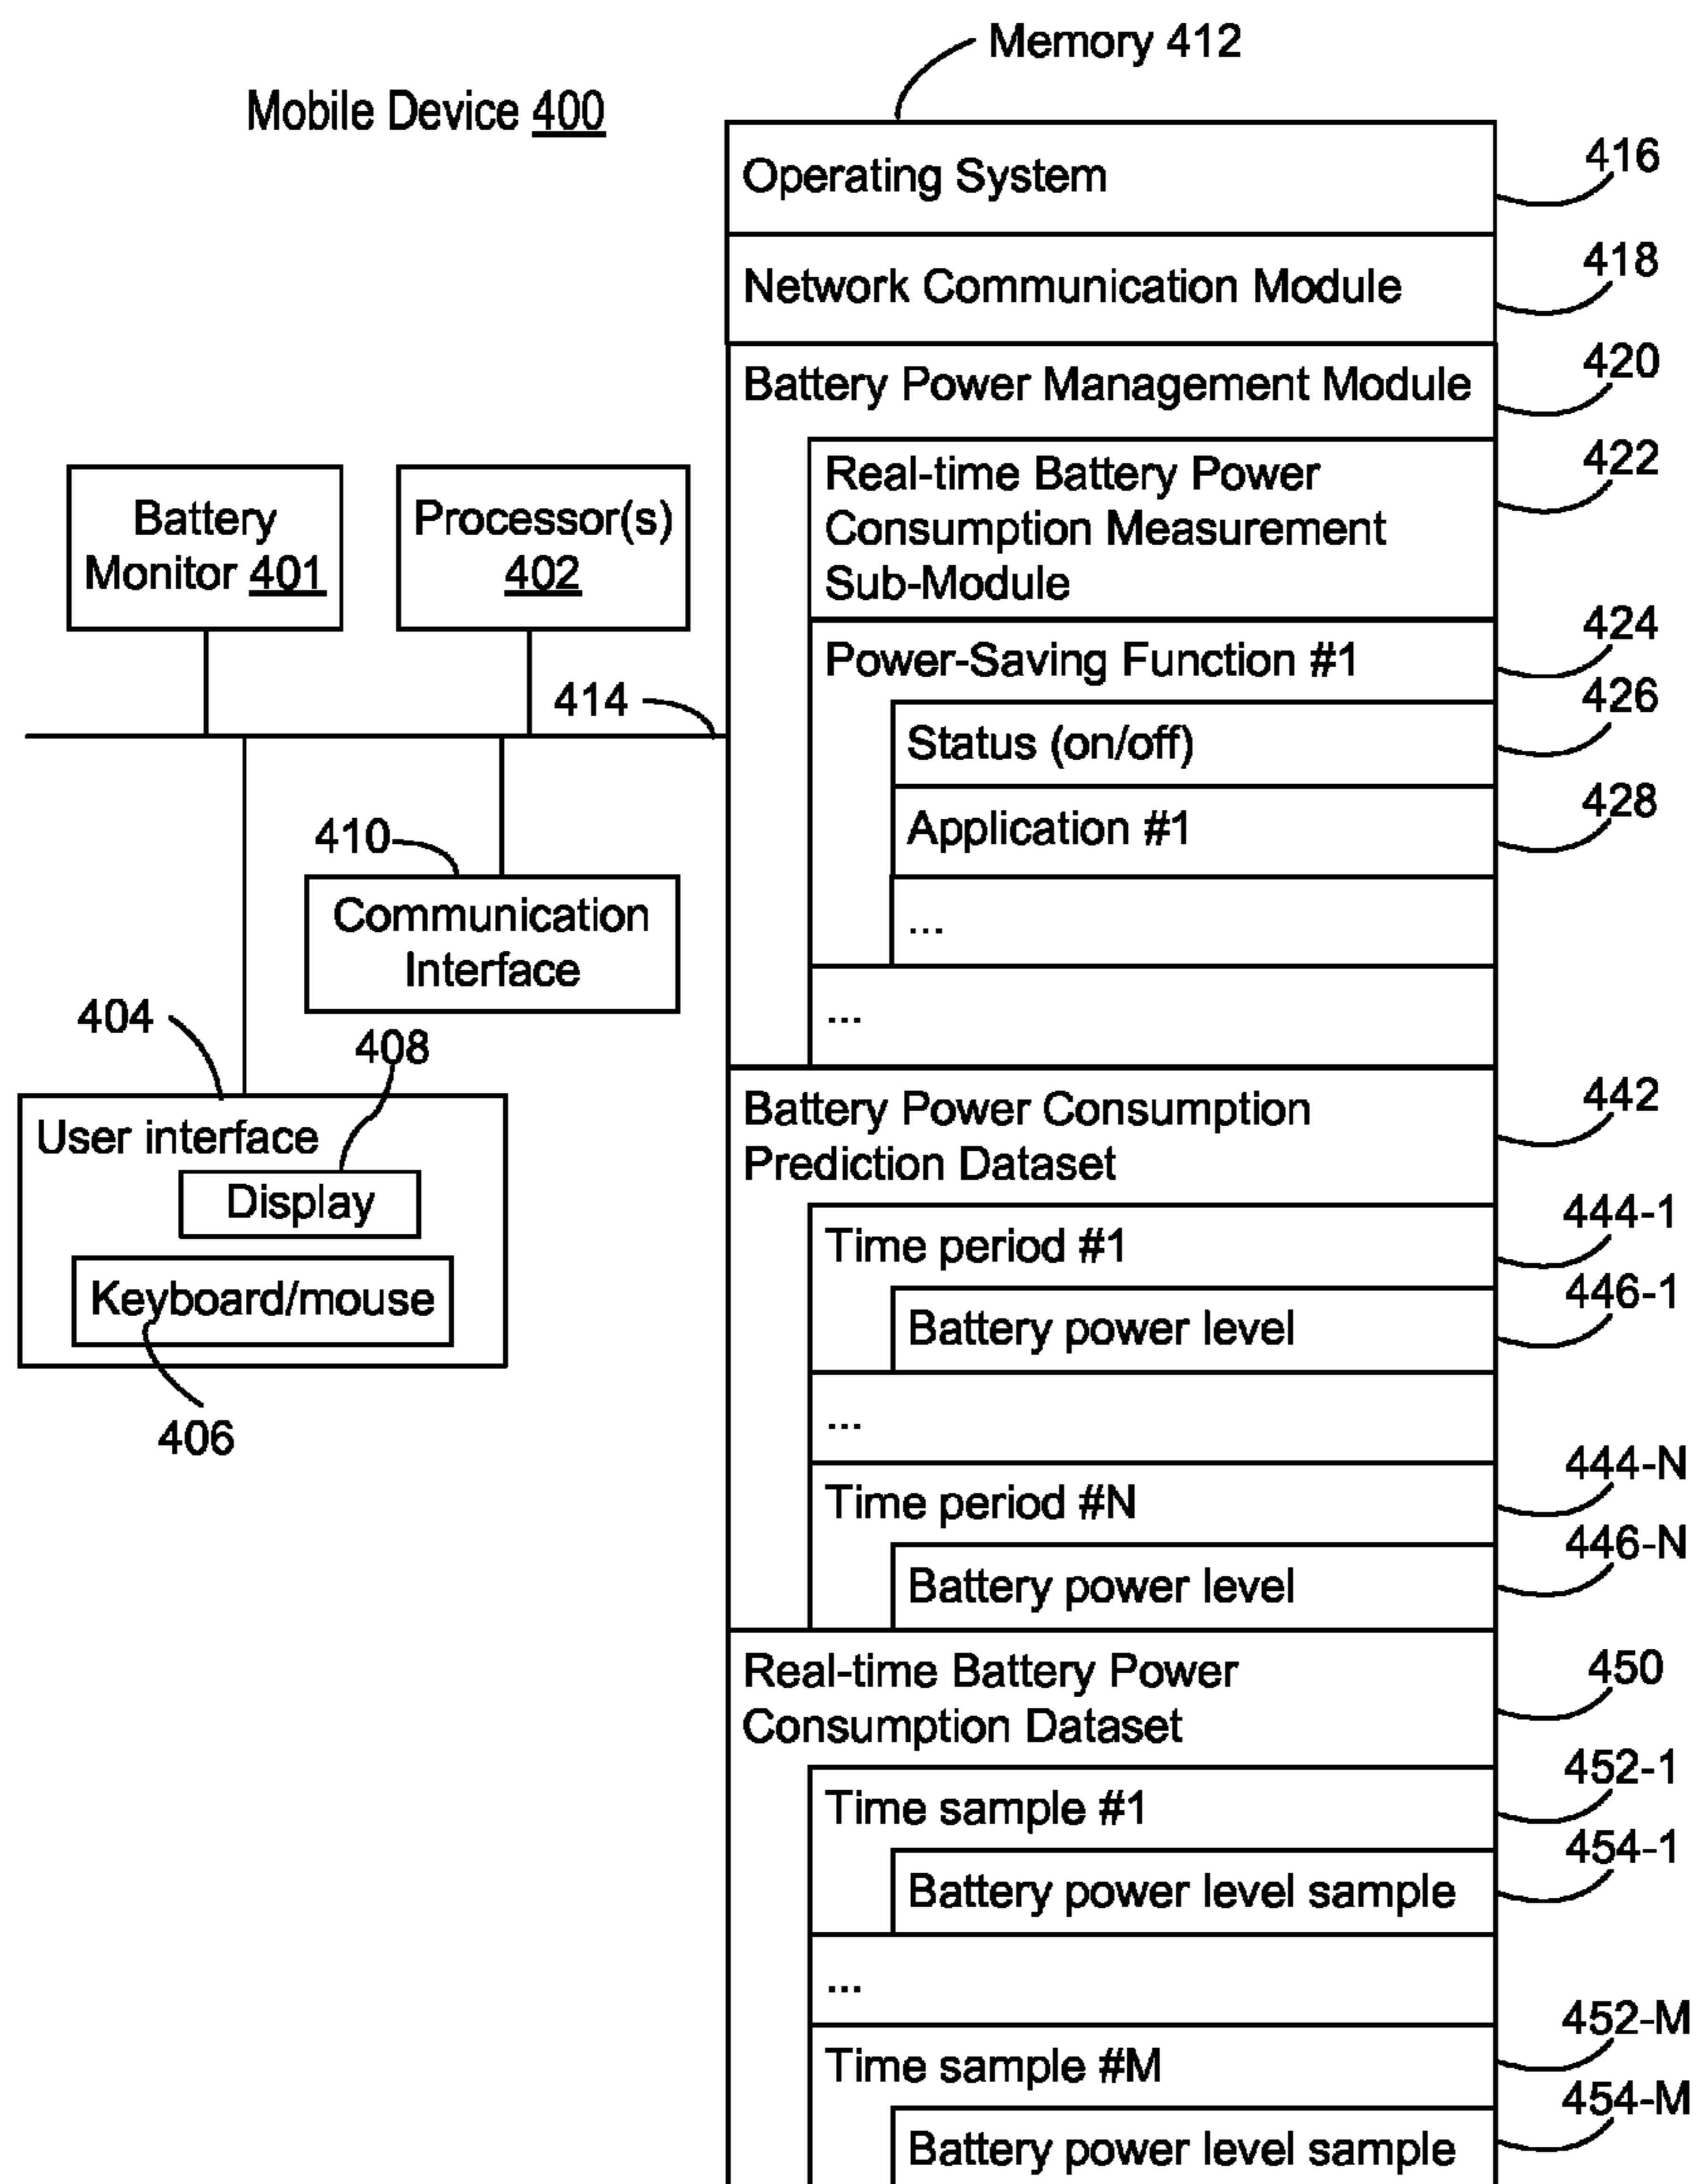 Memory 412
Mobile Device 400
Operating System
416
Network Communication Module
418
Battery Power Management Module
420
Real-time Battery Power
Consumption Measurement
Sub-Module
422
Battery
Monitor 401
Processor(s)
402
Power-Saving Function #1
424
414
Status (on/off)
426
Application #1
428
...
...
410
Communication
Interface
404
408
User interface
Display
Keyboard/mouse
406
Battery Power Consumption
Prediction Dataset
442
Time period #1
444-1
Battery power level
446-1
...
Time period #N
444-N
Battery power level
446-N
Real-time Battery Power
Consumption Dataset
450
Time sample #1
452-1
Battery power level sample
454-1
...
Time sample #M
452-M
Battery power level sample
454-M